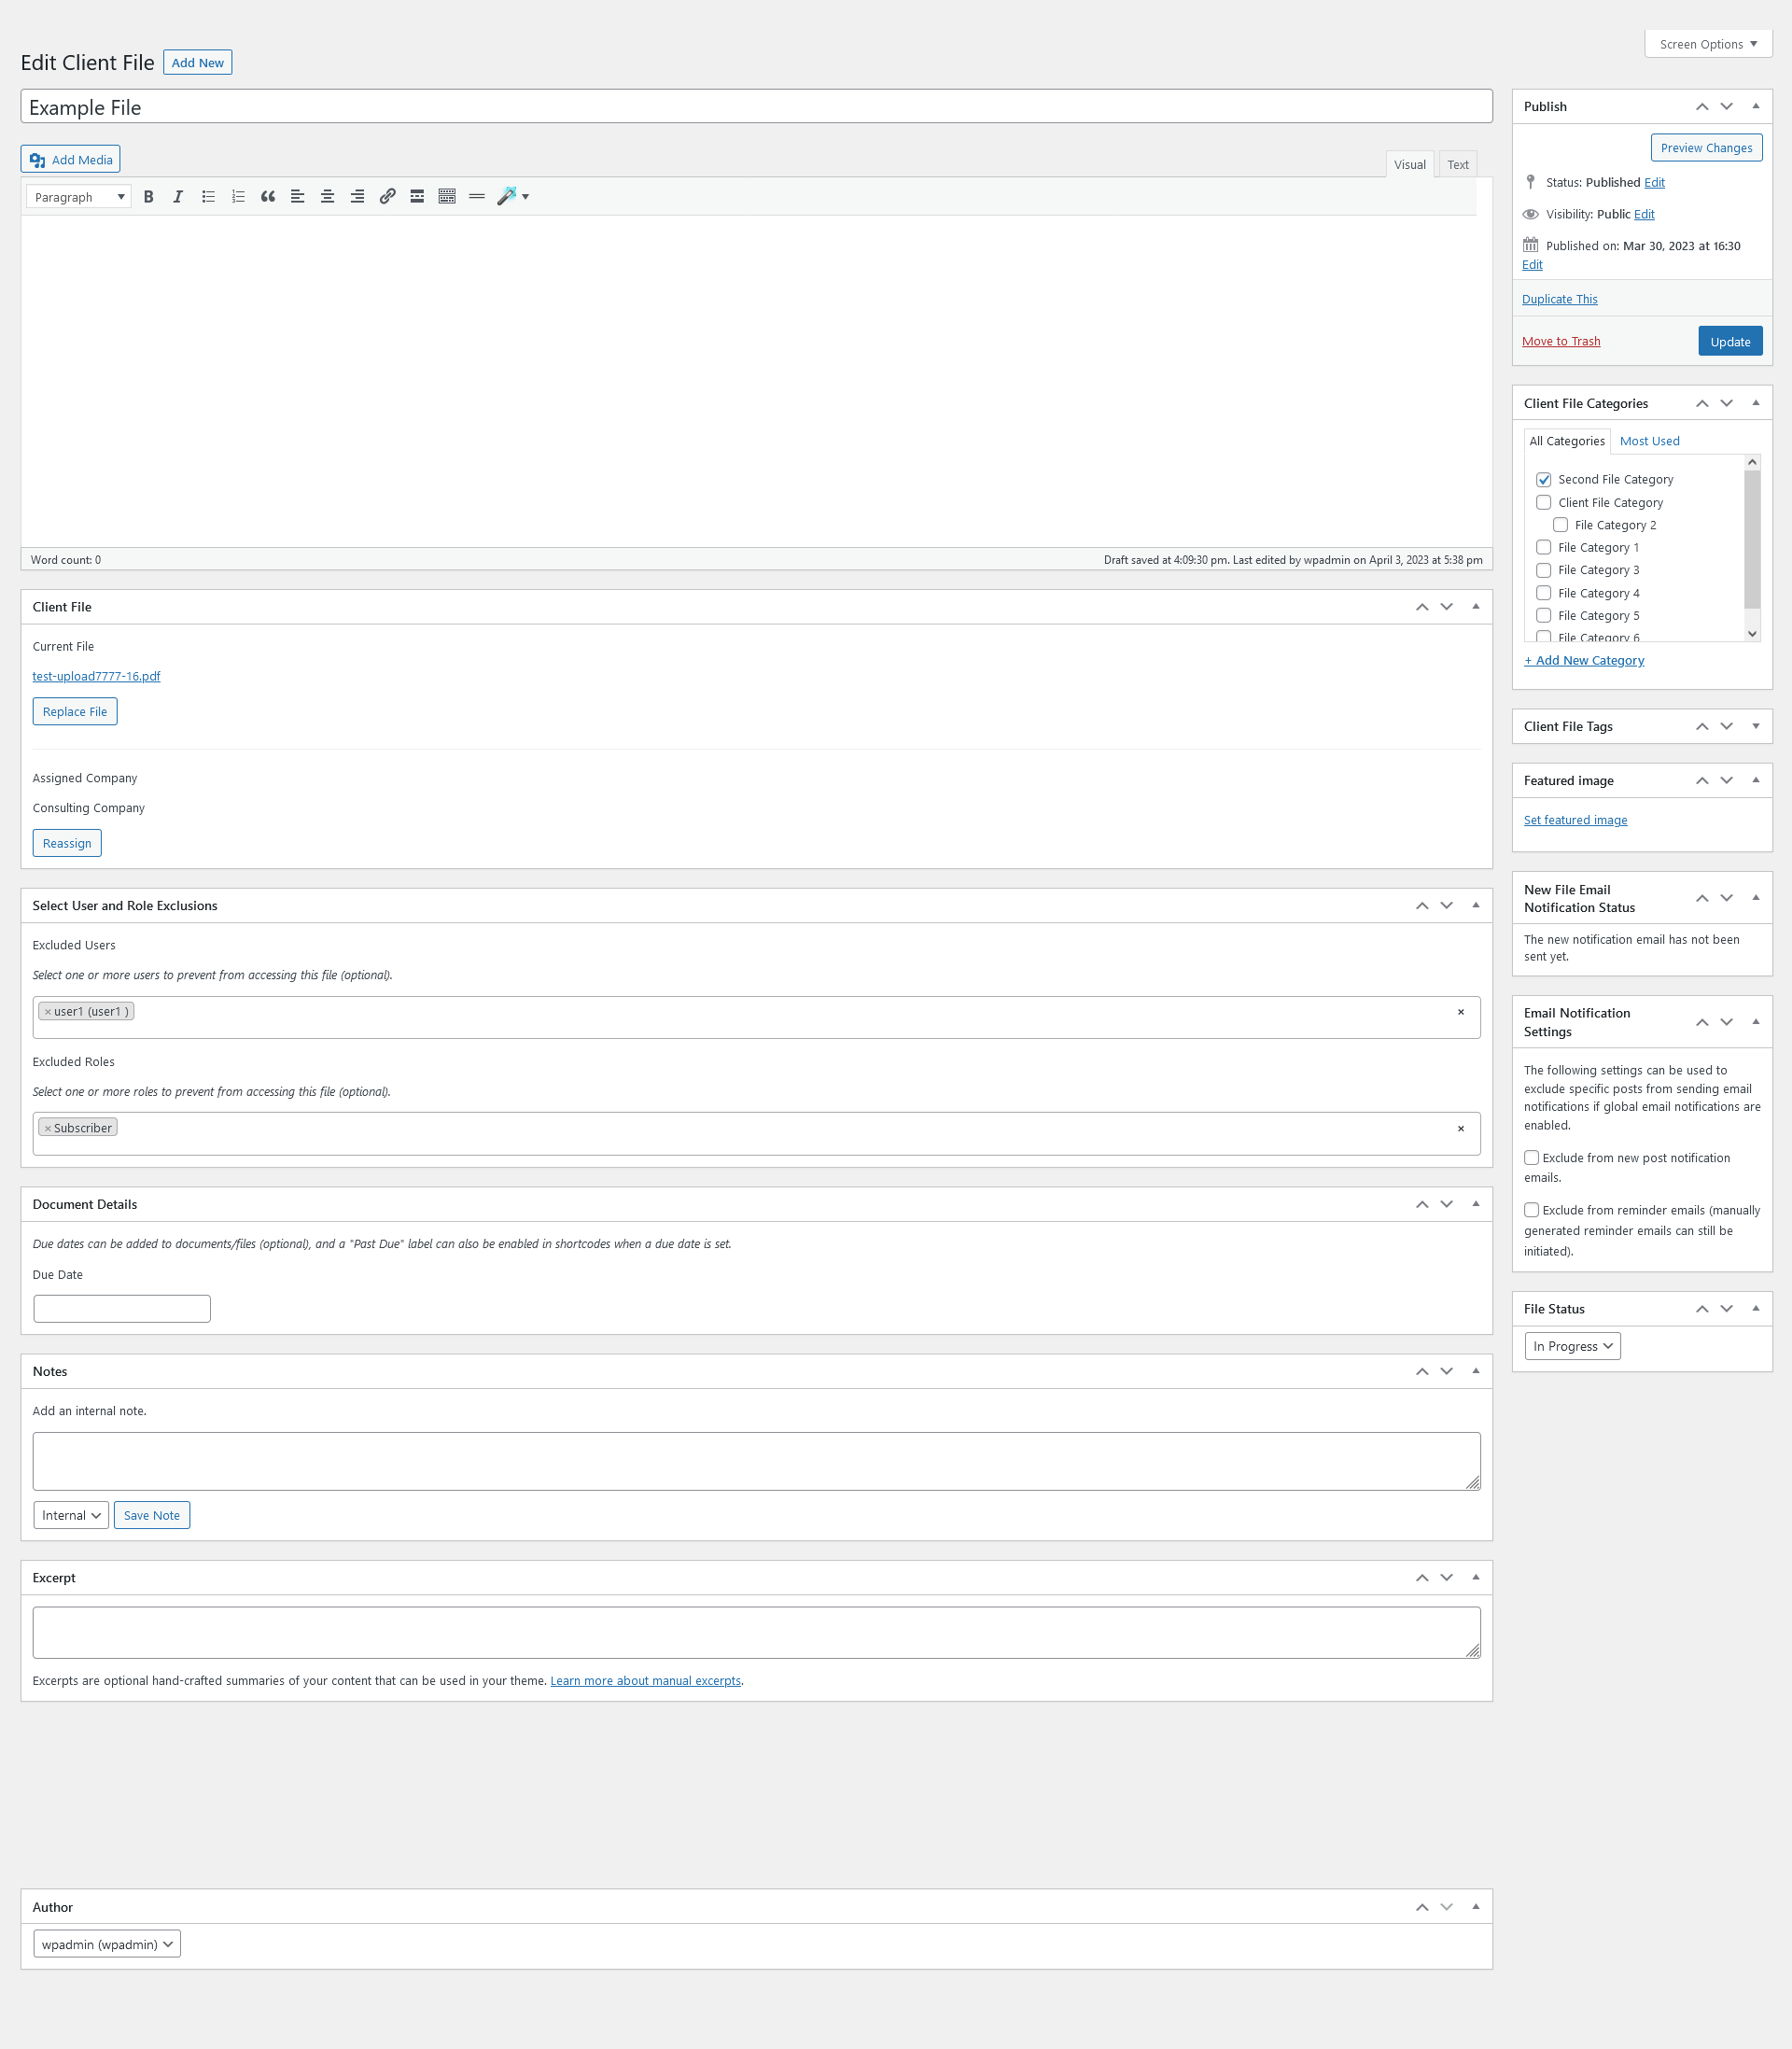 Screen Options
Edit Client File
Add New
Example File
Add Media
Visual
Text
Paragraph
Word count: 0
Draft saved at 4:09:30 pm. Last edited by wpadmin on April 3, 2023 at 5:38 pm
Client File
Current File
test-upload7777-16.pdf
Replace File
Assigned Company
Consulting Company
Reassign
Select User and Role Exclusions
Excluded Users
Select one or more users to prevent from accessing this file (optional).
× user1 (user1 )
×
Excluded Roles
Select one or more roles to prevent from accessing this file (optional).
× Subscriber
×
Document Details
Due dates can be added to documents/files (optional), and a "Past Due" label can also be enabled in shortcodes when a due date is set.
Due Date
Notes
Add an internal note.
Internal
Save Note
Excerpt
Excerpts are optional hand-crafted summaries of your content that can be used in your theme. Learn more about manual excerpts.
Author
wpadmin (wpadmin)
Publish
Preview Changes
Status: Published Edit
Visibility: Public Edit
Published on: Mar 30, 2023 at 16:30
Edit
Duplicate This
Move to Trash
Update
Client File Categories
All Categories
Most Used
Second File Category
Client File Category
File Category 2
File Category 1
File Category 3
File Category 4
File Category 5
File Category 6
+ Add New Category
Client File Tags
Featured image
Set featured image
New File Email
Notification Status
The new notification email has not been
sent yet.
Email Notification
Settings
The following settings can be used to
exclude specific posts from sending email
notifications if global email notifications are
enabled.
Exclude from new post notification
emails.
Exclude from reminder emails (manually
generated reminder emails can still be
initiated).
File Status
In Progress